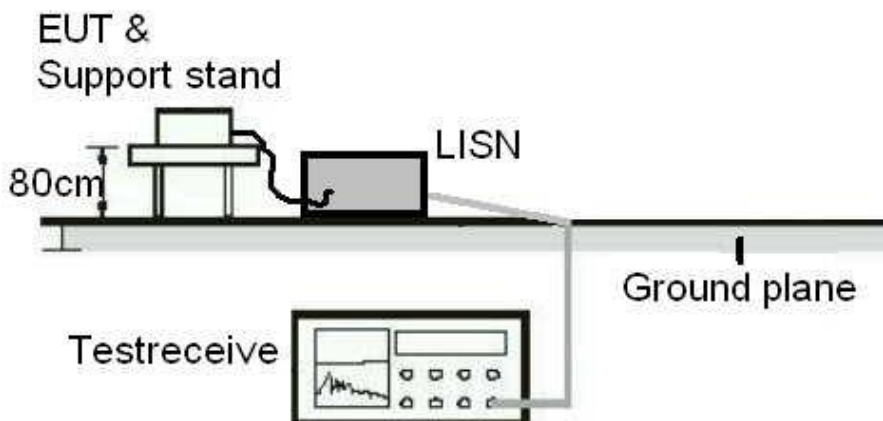 EUT &
Support stand
LISN
80cm
Ground plane
Testreceive